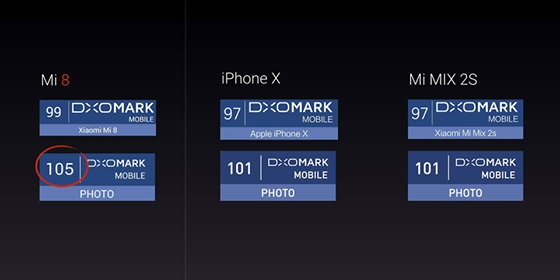 Mi 8
99 DXOMARK
MOBILE
Xiaomi Mi 8
105 DXOMARK
MOBILE
PHOTO
iPhone X
97 DXOMARK
MOBILE
Apple iPhone X
101 DXOMARK
MOBILE
PHOTO
Mi MIX 2S
97 DXOMARK
MOBILE
Xiaomi Mi Mix 2s
101 DXOMARK
MOBILE
PHOTO